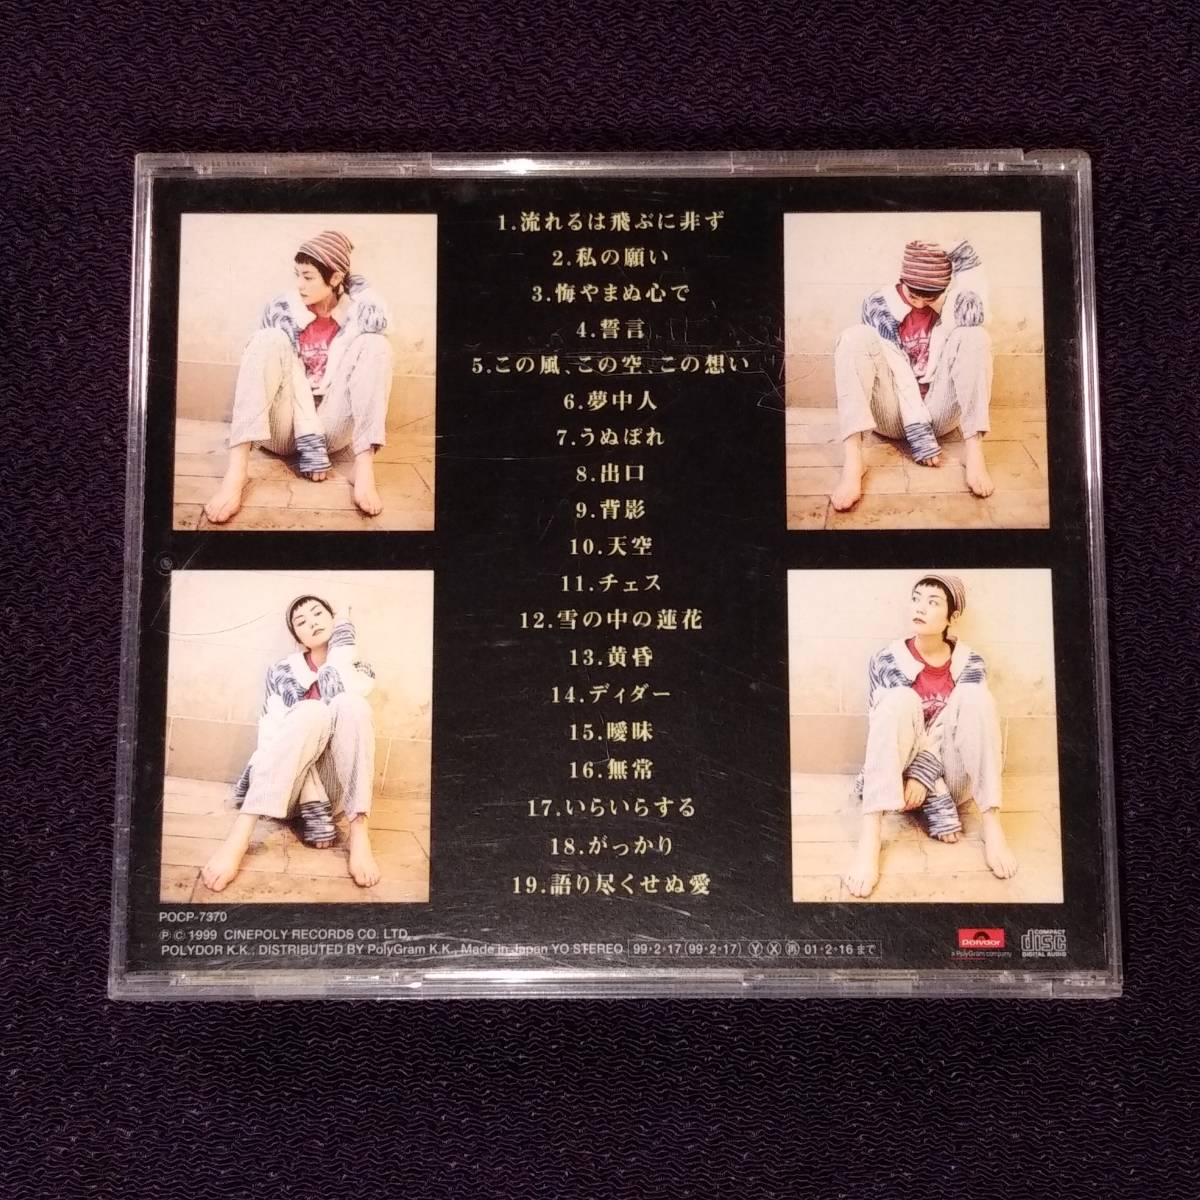 1.流れるは飛ぶに非ず
2.私の願い
3.悔やまぬ心で
4.誓言
5.この風、この空、この想い
6.夢中人
7.うぬぼれ
8.出口
9.背影
10.天空
11.チェス
12.雪の中の蓮花
13.黄昏
14.ディダー
15.曖昧
16.無常
17.いらいらする
18.がっかり
19.語り尽くせぬ愛
POCP-7370
℗ © 1999 CINEPOLY RECORDS CO. LTD.
POLYDOR K.K., DISTRIBUTED BY PolyGram K.K., Made in Japan YO STEREO 99・2・17 (99・2・17) Ⓨ Ⓧ ㊐ 01・2・16まで
Polydor
a PolyGram company
COMPACT
disc
DIGITAL AUDIO